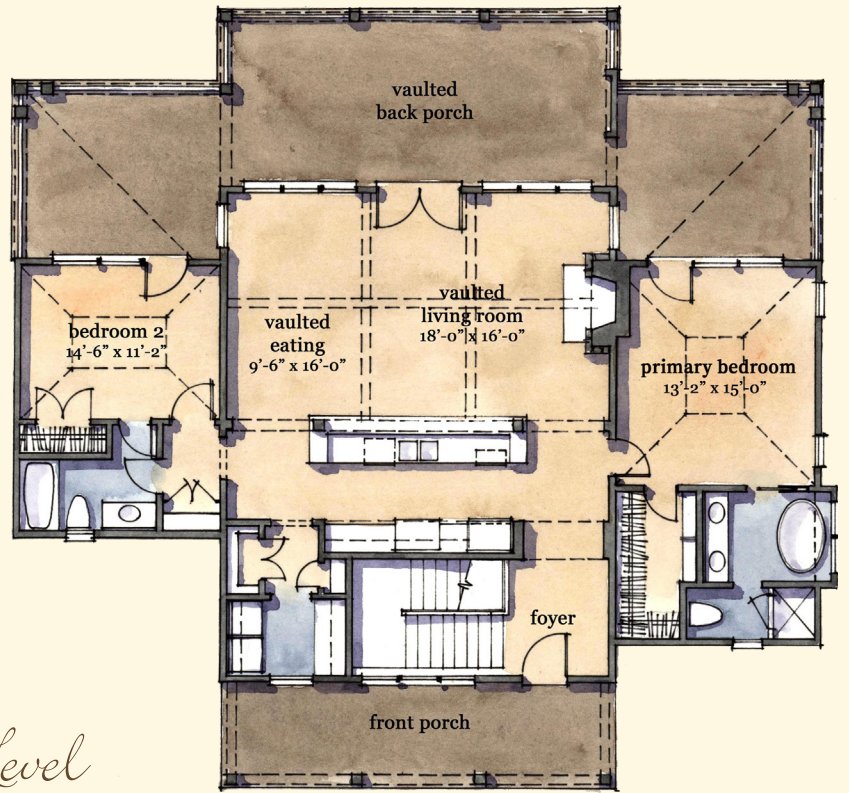 vaulted
back porch
bedroom 2
14'-6" x 11'-2"
vaulted
eating
9'-6" x 16'-0"
vaulted
living room
18'-0" x 16'-0"
primary bedroom
13'-2" x 15'-0"
foyer
front porch
Level